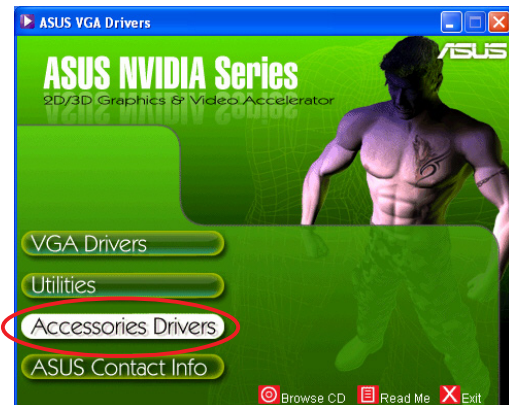 ASUS VGA Drivers
ASUS
ASUS NVIDIA Series
2D/3D Graphics & Video Accelerator
VGA Drivers
Utilities
Accessories Drivers
ASUS Contact Info
Browse CD Read Me Exit